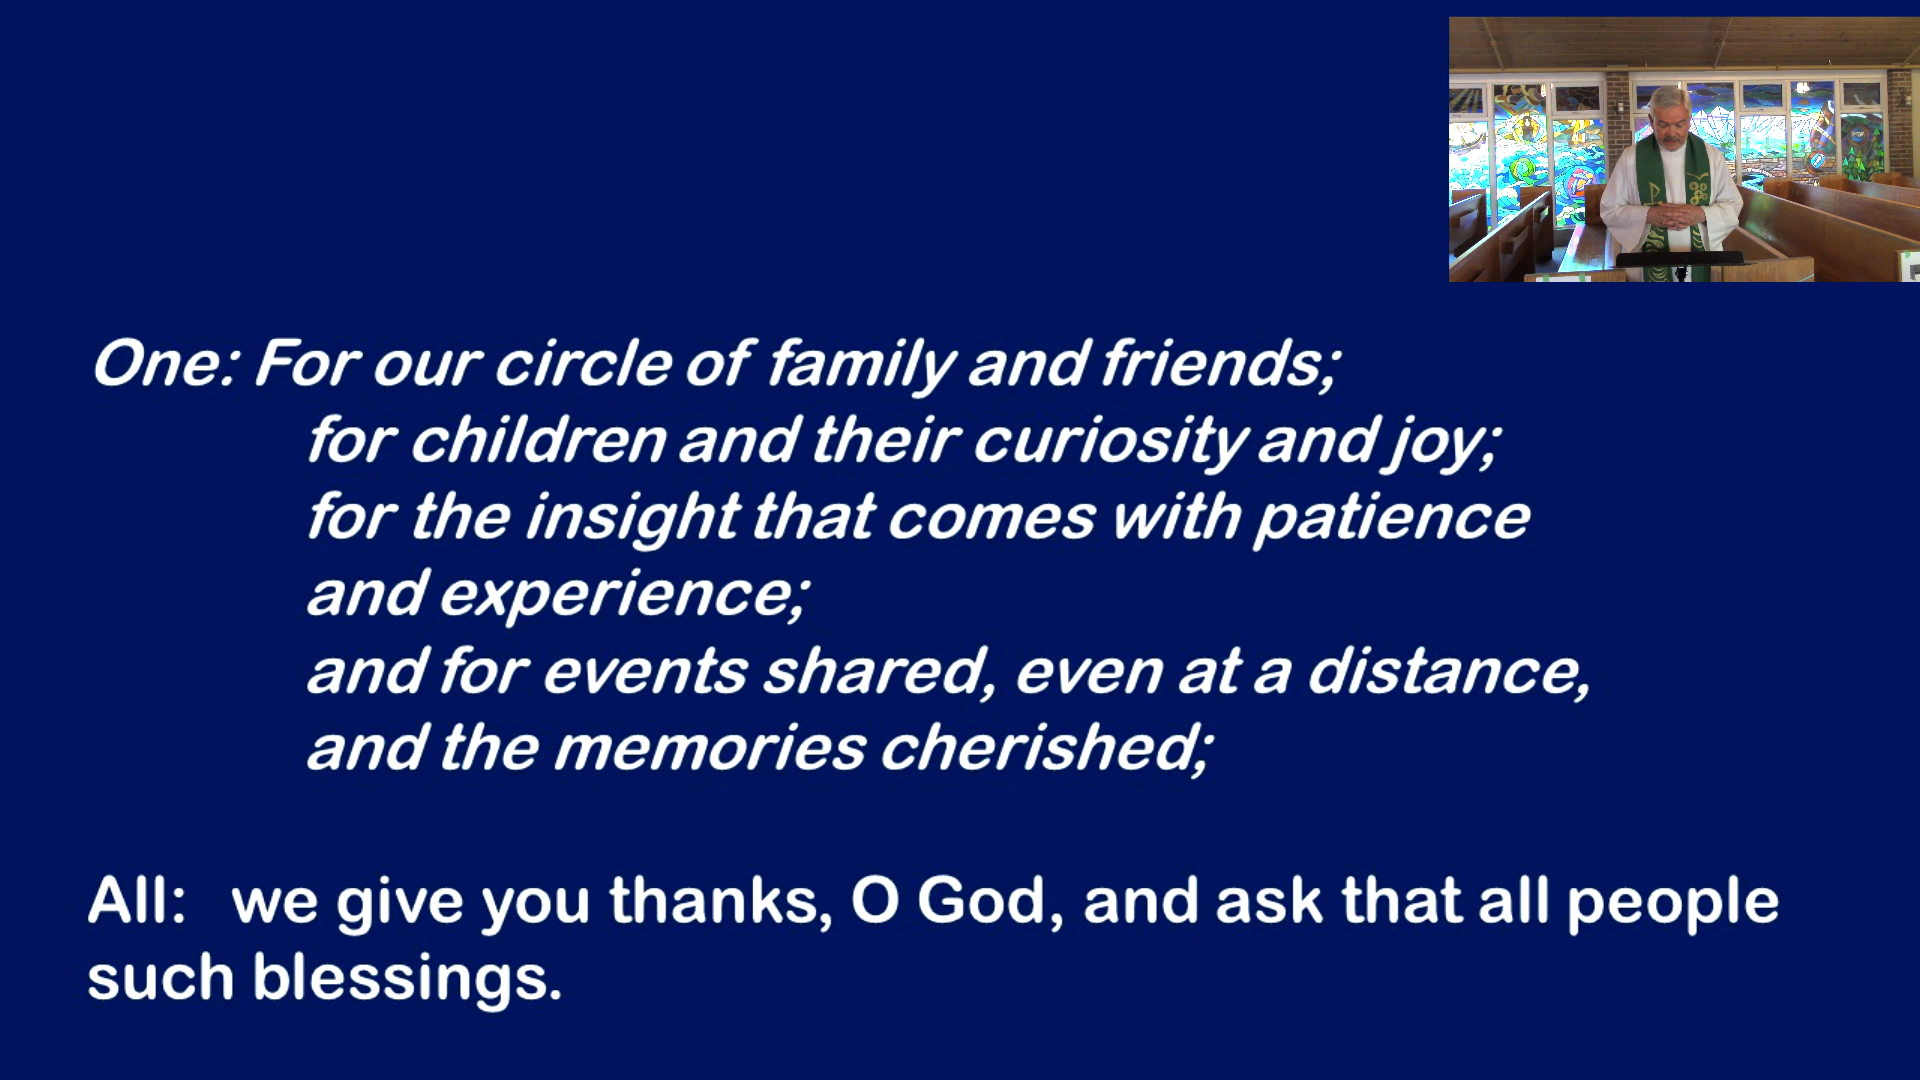 One: For our circle of family and friends;
for children and their curiosity and joy;
for the insight that comes with patience
and experience;
and for events shared, even at a distance,
and the memories cherished;
All: we give you thanks, O God, and ask that all people
such blessings.